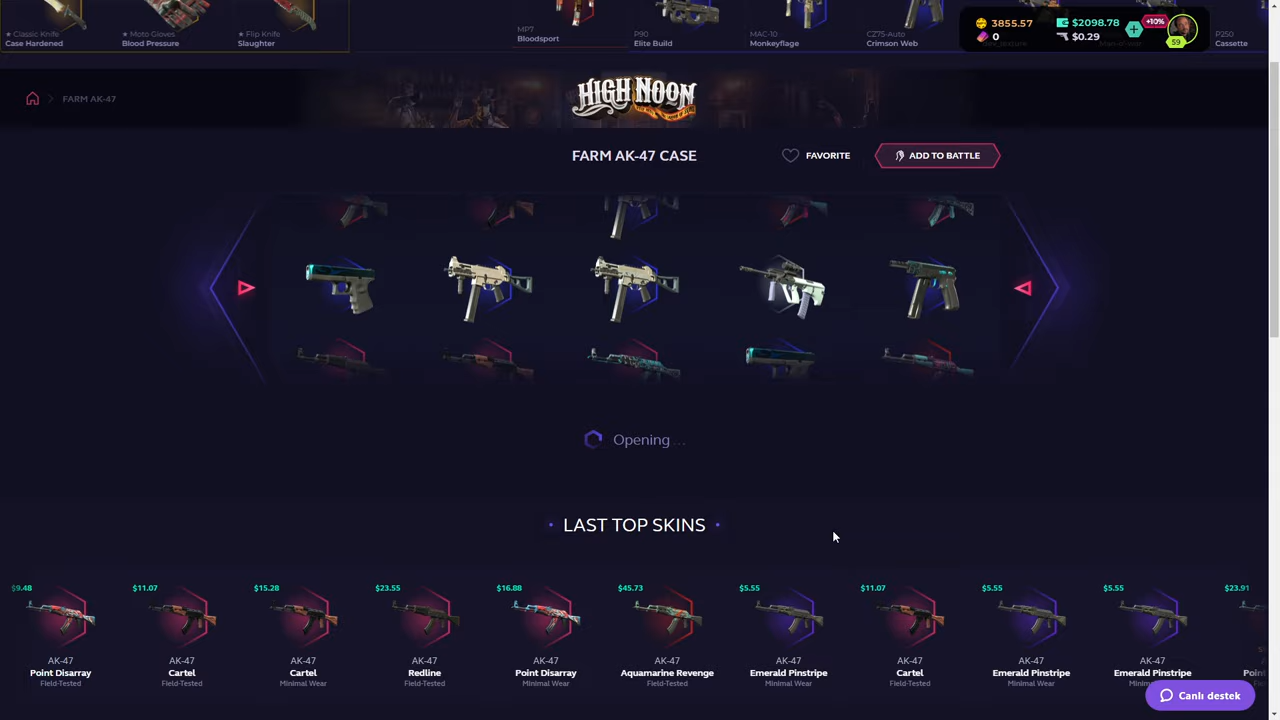 ★ Classic Knife
Case Hardened
★ Moto Gloves
Blood Pressure
★ Flip Knife
Slaughter
MP7
Bloodsport
P90
Elite Build
MAC-10
Monkeyflage
CZ75-Auto
Crimson Web
P250
Cassette
3855.57
0
$2098.78
$0.29
+10%
59
FARM AK-47
HIGH NOON
FARM AK-47 CASE
FAVORITE
ADD TO BATTLE
Opening ...
LAST TOP SKINS
$9.48
AK-47
Point Disarray
Field-Tested
$11.07
AK-47
Cartel
Field-Tested
$15.28
AK-47
Cartel
Minimal Wear
$23.55
AK-47
Redline
Field-Tested
$16.88
AK-47
Point Disarray
Minimal Wear
$45.73
AK-47
Aquamarine Revenge
Field-Tested
$5.55
AK-47
Emerald Pinstripe
Minimal Wear
$11.07
AK-47
Cartel
Field-Tested
$5.55
AK-47
Emerald Pinstripe
Minimal Wear
$5.55
AK-47
Emerald Pinstripe
$23.91
Canlı destek